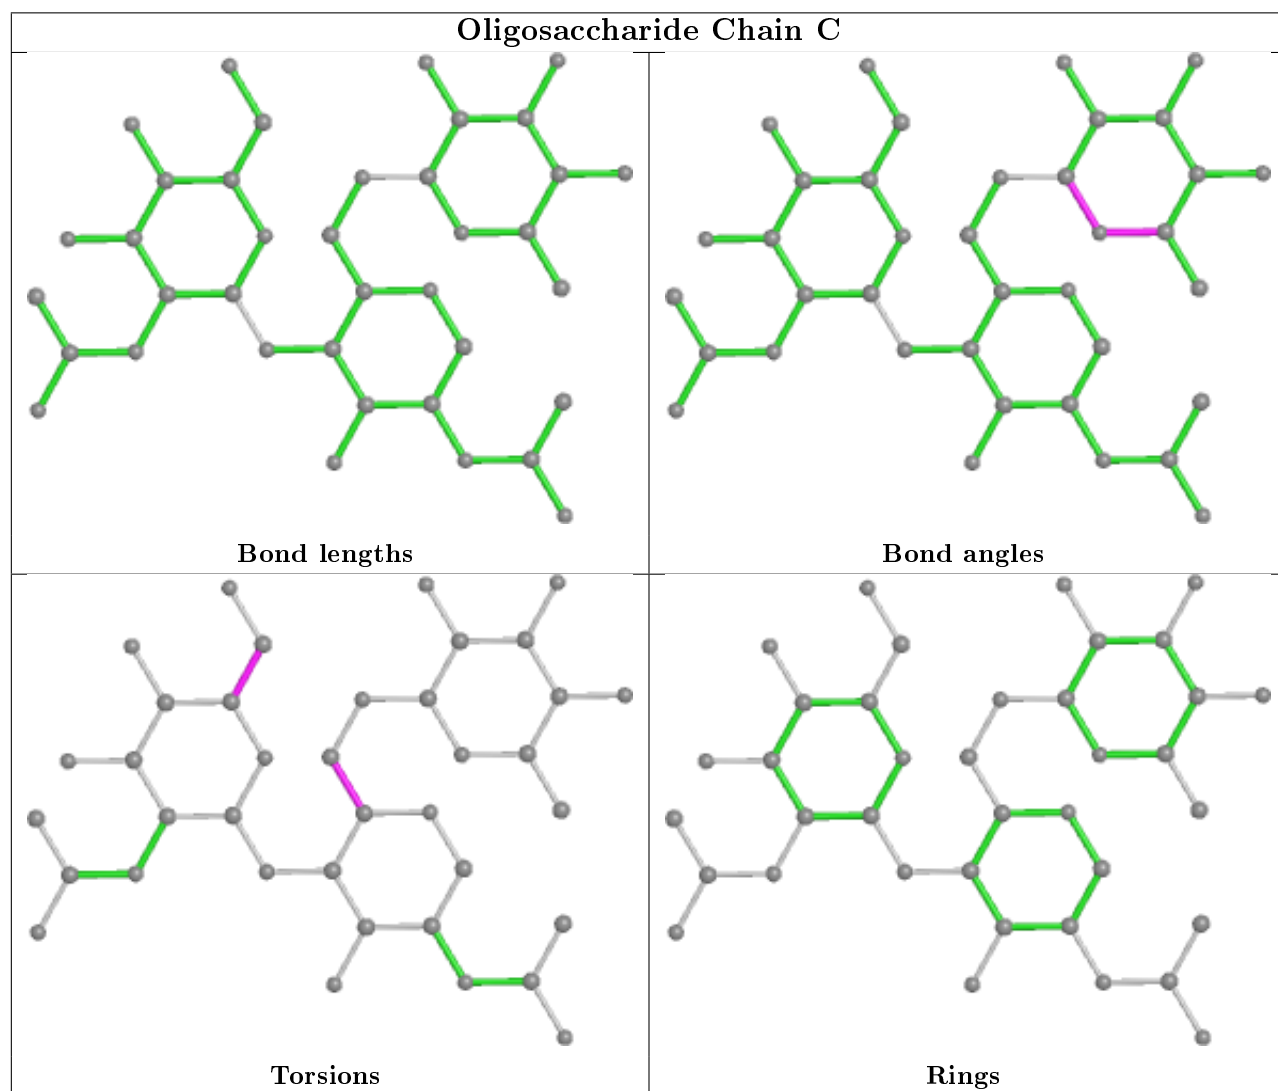 Oligosaccharide Chain C
Bond lengths
Bond angles
Torsions
Rings